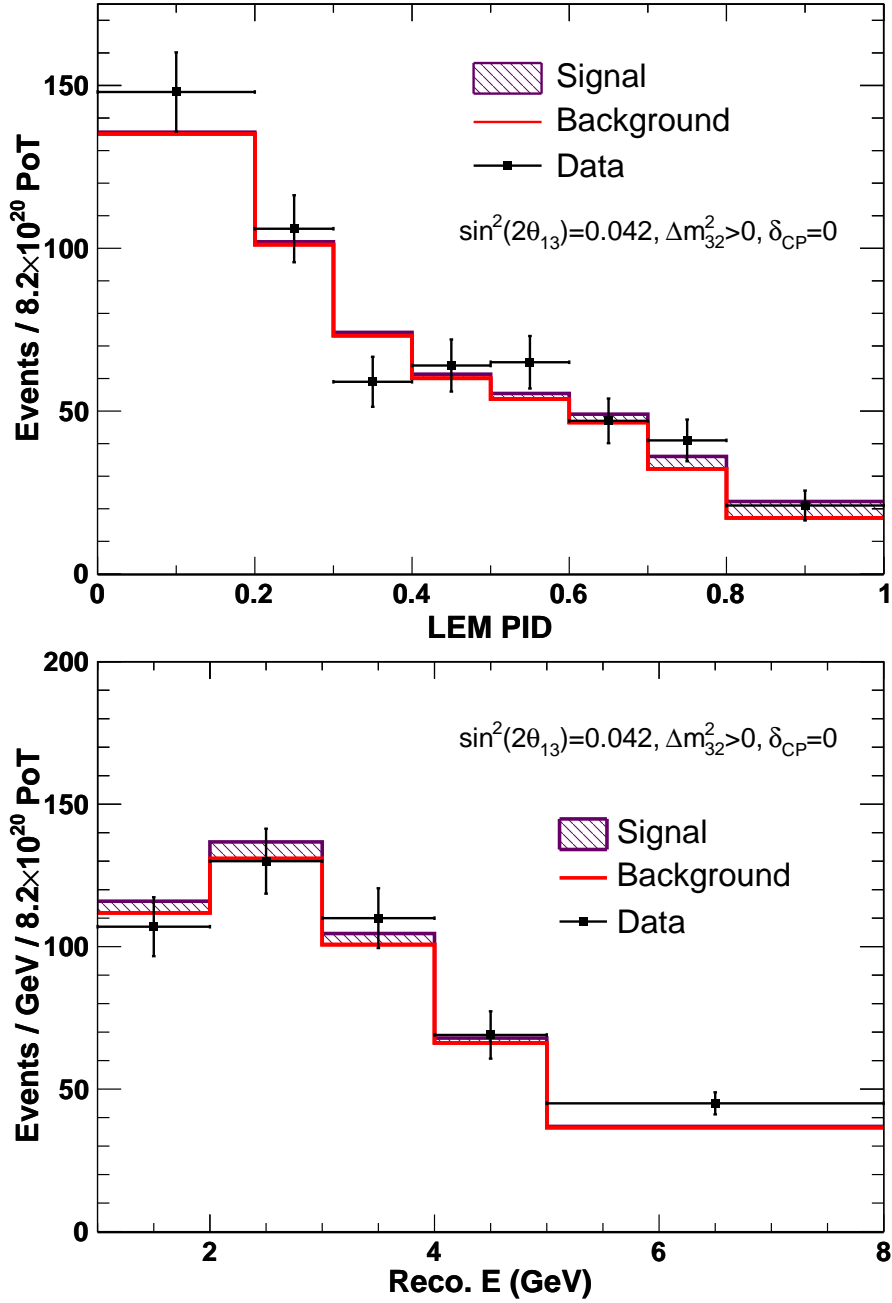 150
100
50
0
Events / 8.2×10²⁰ PoT
Signal
Background
Data
sin²(2θ₁₃)=0.042, Δm²₃₂>0, δ_CP=0
0 0.2 0.4 0.6 0.8 1
LEM PID
200
150
100
50
0
Events / GeV / 8.2×10²⁰ PoT
sin²(2θ₁₃)=0.042, Δm²₃₂>0, δ_CP=0
Signal
Background
Data
2 4 6 8
Reco. E (GeV)